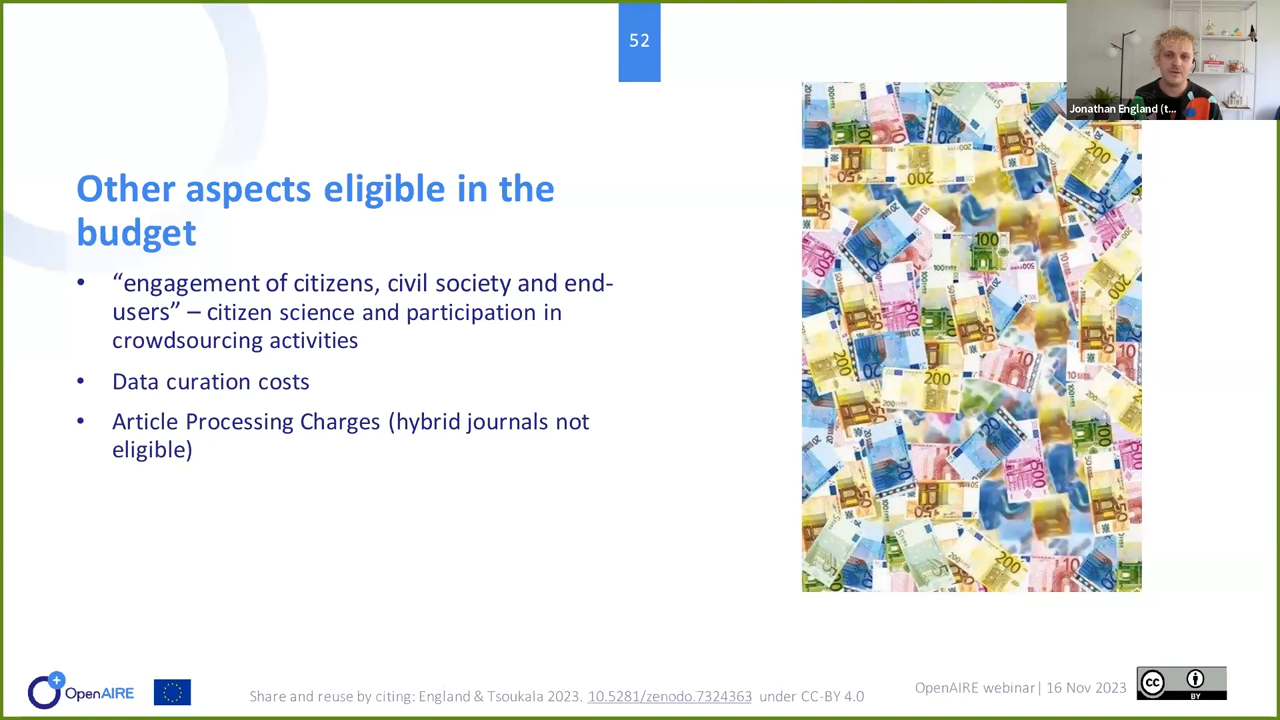 52
Jonathan England (t...
Other aspects eligible in the
budget
• “engagement of citizens, civil society and end-
users” – citizen science and participation in
crowdsourcing activities
• Data curation costs
• Article Processing Charges (hybrid journals not
eligible)
OpenAIRE
Share and reuse by citing: England & Tsoukala 2023. 10.5281/zenodo.7324363 under CC-BY 4.0
OpenAIRE webinar| 16 Nov 2023
cc
BY